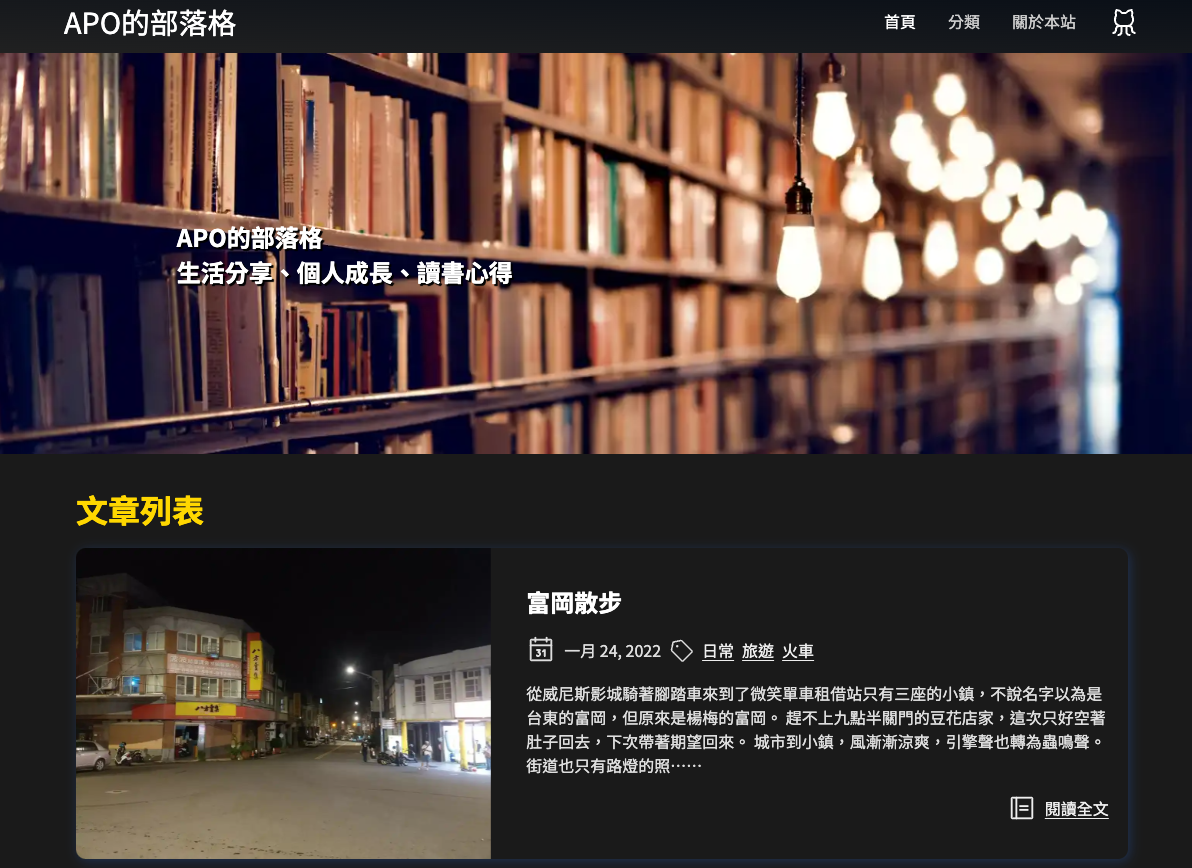 APO的部落格
首頁
分類
關於本站
APO的部落格
生活分享、個人成長、讀書心得
文章列表
八方雲集
八方雲集
富岡散步
31 一月 24, 2022 日常 旅遊 火車
從威尼斯影城騎著腳踏車來到了微笑單車租借站只有三座的小鎮，不說名字以為是
台東的富岡，但原來是楊梅的富岡。 趕不上九點半關門的豆花店家，這次只好空著
肚子回去，下次帶著期望回來。 城市到小鎮，風漸漸涼爽，引擎聲也轉為蟲鳴聲。
街道也只有路燈的照⋯⋯
閱讀全文